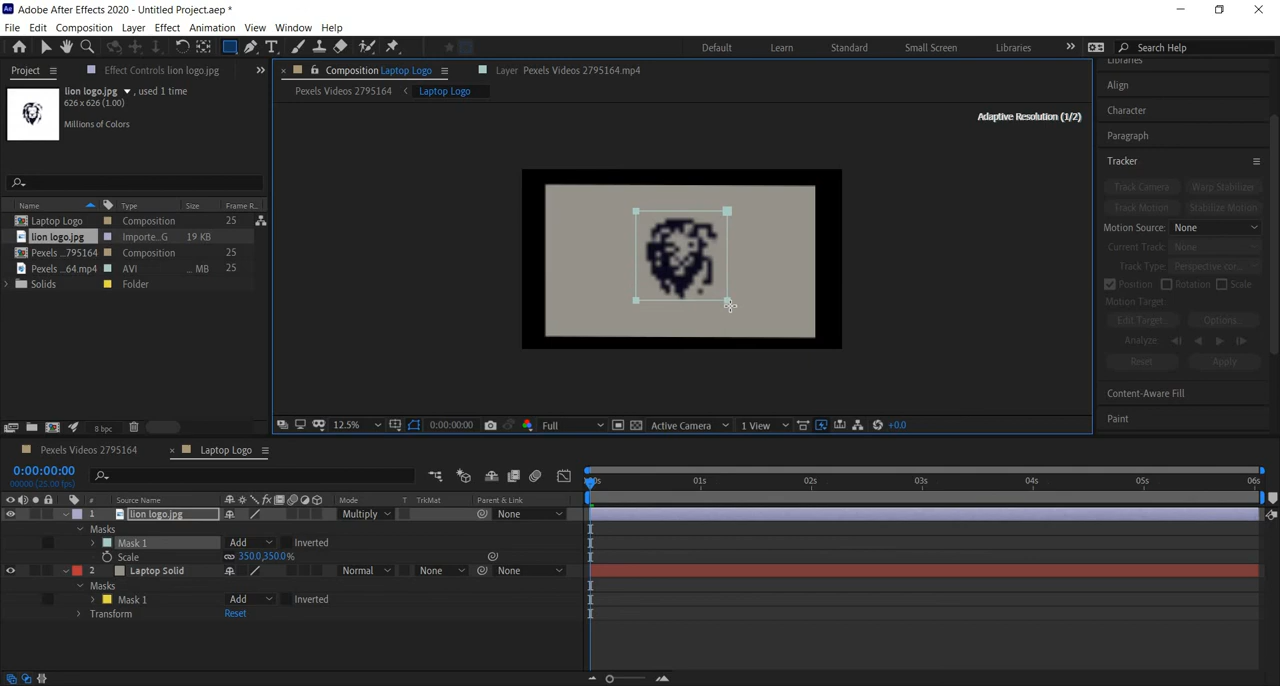 Adobe After Effects 2020 - Untitled Project.aep *
File Edit Composition Layer Effect Animation View Window Help
Default Learn Standard Small Screen Libraries Search Help
Project Effect Controls lion logo.jpg
Composition Laptop Logo
Layer Pexels Videos 2795164.mp4
Libraries
lion logo.jpg , used 1 time
626 x 626 (1.00)
Millions of Colors
Pexels Videos 2795164 Laptop Logo
Adaptive Resolution (1/2)
Align
Character
Paragraph
Tracker
Track Camera Warp Stabilizer
Track Motion Stabilize Motion
Motion Source: None
Current Track: None
Track Type: Perspective cor...
Position Rotation Scale
Motion Target:
Edit Target... Options...
Analyze
Reset Apply
Content-Aware Fill
Paint
Name Type Size Frame R...
Laptop Logo Composition 25
lion logo.jpg Importe...G 19 KB
Pexels ...795164 Composition 25
Pexels ...64.mp4 AVI ... MB 25
Solids Folder
8 bpc
12.5% 0:00:00:00 Full Active Camera 1 View +0.0
Pexels Videos 2795164 Laptop Logo
0:00:00:00
00000 (25.00 fps)
01s 02s 03s 04s 05s 06s
# Source Name Mode T TrkMat Parent & Link
1 lion logo.jpg Multiply None
Masks
Mask 1 Add Inverted
Scale 350.0,350.0%
2 Laptop Solid Normal None None
Masks
Mask 1 Add Inverted
Transform Reset